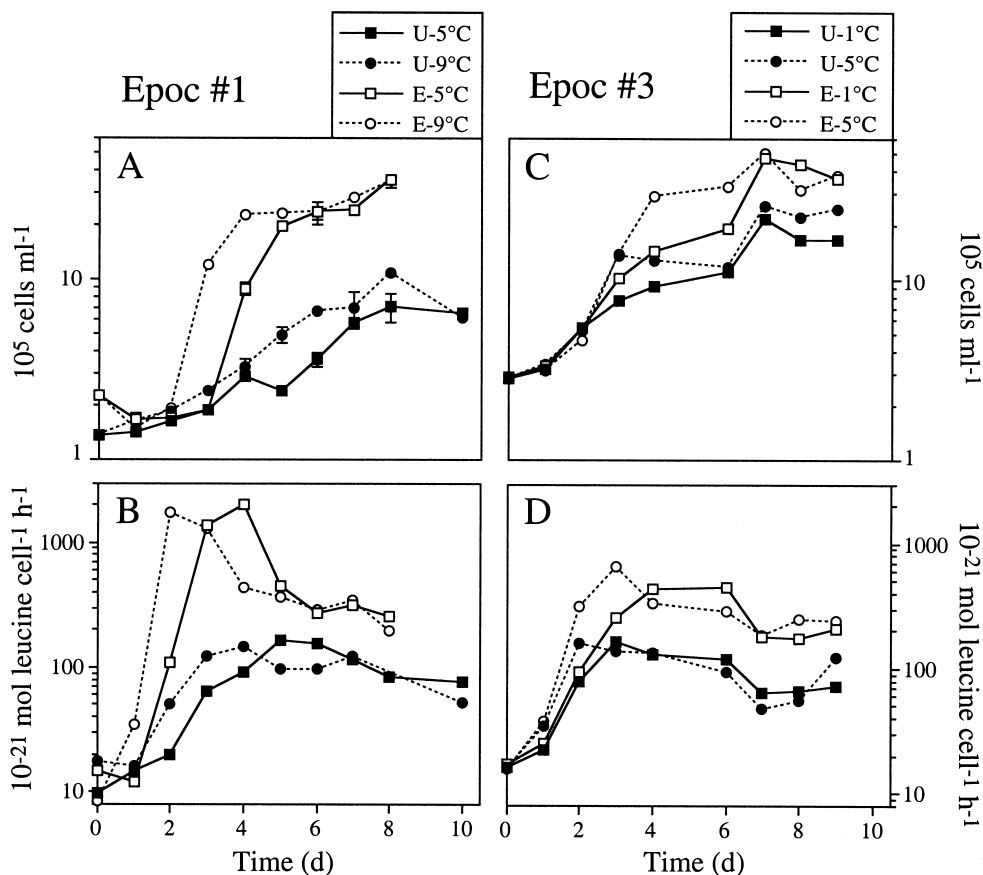 Epoc #1
U-5°C
U-9°C
E-5°C
E-9°C
Epoc #3
U-1°C
U-5°C
E-1°C
E-5°C
A
10
1
10⁵ cells ml⁻¹
C
10
1
10⁵ cells ml⁻¹
B
1000
100
10
10⁻²¹ mol leucine cell⁻¹ h⁻¹
0 2 4 6 8 10
Time (d)
D
1000
100
10
10⁻²¹ mol leucine cell⁻¹ h⁻¹
0 2 4 6 8 10
Time (d)